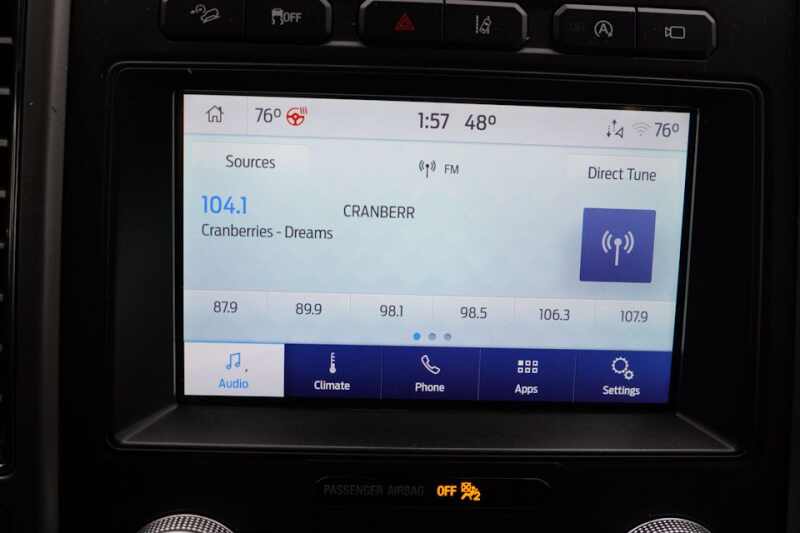 OFF
A
76° 1:57 48° 76°
Sources FM Direct Tune
104.1 CRANBERR
Cranberries - Dreams
87.9 89.9 98.1 98.5 106.3 107.9
Audio Climate Phone Apps Settings
PASSENGER AIRBAG OFF 2